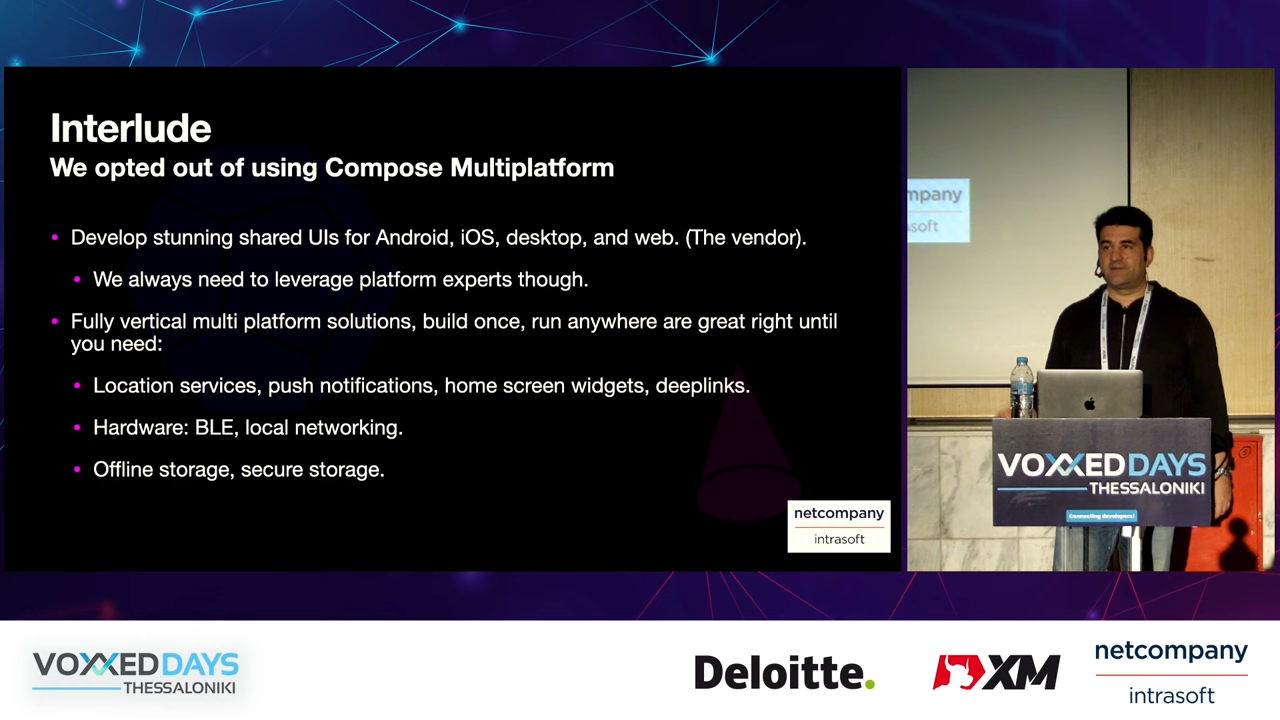 Interlude
We opted out of using Compose Multiplatform
• Develop stunning shared UIs for Android, iOS, desktop, and web. (The vendor).
• We always need to leverage platform experts though.
• Fully vertical multi platform solutions, build once, run anywhere are great right until
you need:
• Location services, push notifications, home screen widgets, deeplinks.
• Hardware: BLE, local networking.
• Offline storage, secure storage.
netcompany
intrasoft
mpany
soft
VOXXED DAYS
THESSALONIKI
Connecting developers!
VOXXED DAYS
THESSALONIKI
Deloitte.
XM
netcompany
intrasoft